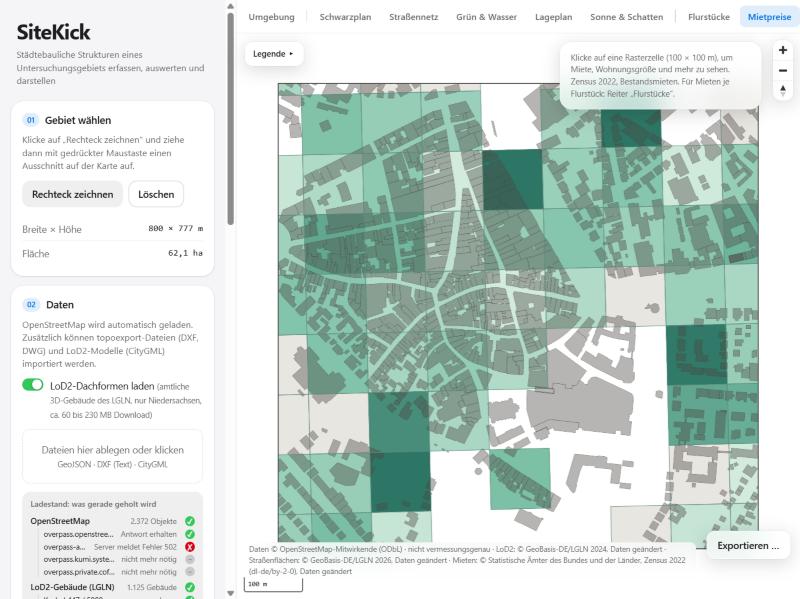 SiteKick
Städtebauliche Strukturen eines
Untersuchungsgebiets erfassen, auswerten und
darstellen
01 Gebiet wählen
Klicke auf „Rechteck zeichnen“ und ziehe
dann mit gedrückter Maustaste einen
Ausschnitt auf der Karte auf.
Rechteck zeichnen Löschen
Breite × Höhe 800 × 777 m
Fläche 62,1 ha
02 Daten
OpenStreetMap wird automatisch geladen.
Zusätzlich können topoexport-Dateien (DXF,
DWG) und LoD2-Modelle (CityGML)
importiert werden.
LoD2-Dachformen laden (amtliche
3D-Gebäude des LGLN, nur Niedersachsen,
ca. 60 bis 230 MB Download)
Dateien hier ablegen oder klicken
GeoJSON · DXF (Text) · CityGML
Ladestand: was gerade geholt wird
OpenStreetMap 2.372 Objekte
overpass.openstree... Antwort erhalten
overpass-a... Server meldet Fehler 502
overpass.kumi.syste... nicht mehr nötig
overpass.private.cof... nicht mehr nötig
LoD2-Gebäude (LGLN) 1.125 Gebäude
Umgebung Schwarzplan Straßennetz Grün & Wasser Lageplan Sonne & Schatten Flurstücke Mietpreise
Legende
Klicke auf eine Rasterzelle (100 × 100 m), um
Miete, Wohnungsgröße und mehr zu sehen.
Zensus 2022, Bestandsmieten. Für Mieten je
Flurstück: Reiter „Flurstücke“.
+
−
Daten © OpenStreetMap-Mitwirkende (ODbL) · nicht vermessungsgenau · LoD2: © GeoBasis-DE/LGLN 2024. Daten geändert ·
Straßenflächen: © GeoBasis-DE/LGLN 2026, Daten geändert · Mieten: © Statistische Ämter des Bundes und der Länder, Zensus 2022
(dl-de/by-2-0). Daten geändert
100 m
Exportieren ...